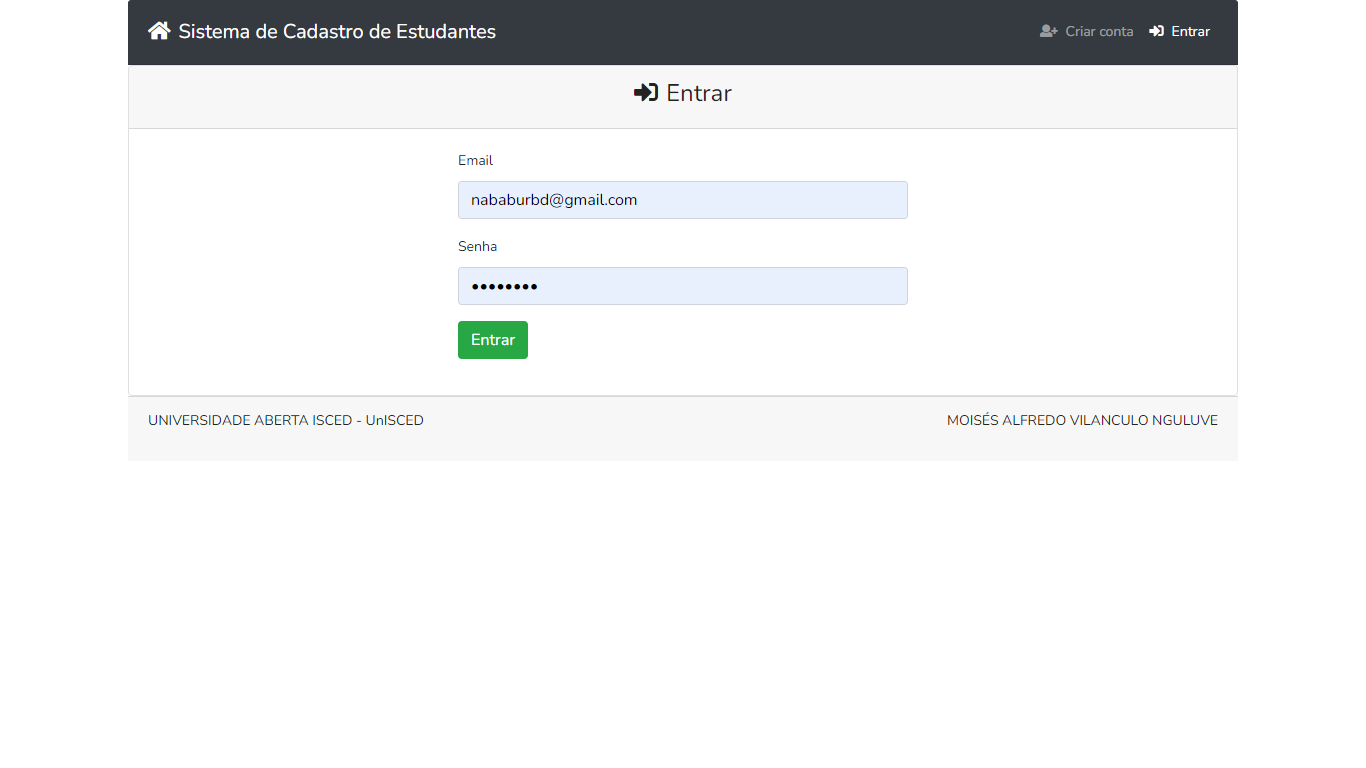 Sistema de Cadastro de Estudantes
Criar conta
Entrar
Entrar
Email
nababurbd@gmail.com
Senha
••••••••
Entrar
UNIVERSIDADE ABERTA ISCED - UnISCED
MOISÉS ALFREDO VILANCULO NGULUVE